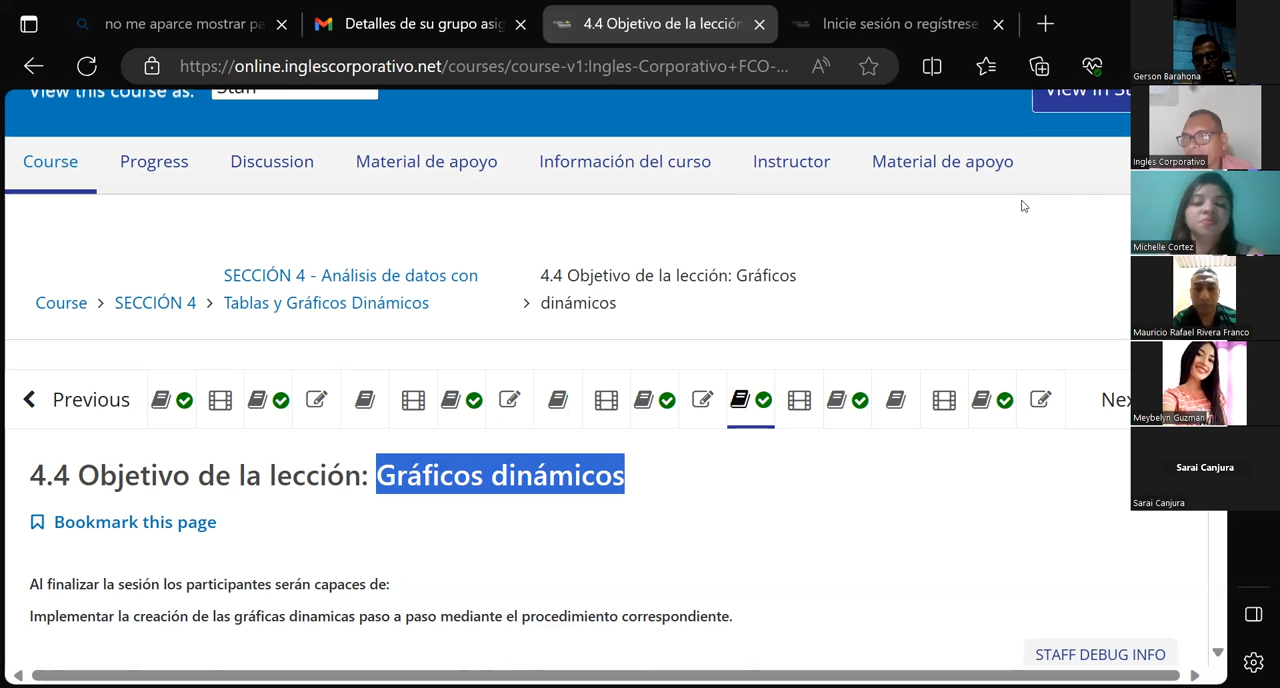 no me aparce mostrar pa
Detalles de su grupo asig
4.4 Objetivo de la lección
Inicie sesión o regístrese
https://online.inglescorporativo.net/courses/course-v1:Ingles-Corporativo+FCO-...
View this course as:
Staff
View in St
Course
Progress
Discussion
Material de apoyo
Información del curso
Instructor
Material de apoyo
Course > SECCIÓN 4 >
SECCIÓN 4 - Análisis de datos con
Tablas y Gráficos Dinámicos
>
4.4 Objetivo de la lección: Gráficos
dinámicos
Previous
Nex
4.4 Objetivo de la lección: Gráficos dinámicos
Bookmark this page
Al finalizar la sesión los participantes serán capaces de:
Implementar la creación de las gráficas dinamicas paso a paso mediante el procedimiento correspondiente.
STAFF DEBUG INFO
Gerson Barahona
Ingles Corporativo
Michelle Cortez
Mauricio Rafael Rivera Franco
Meybelyn Guzman
Sarai Canjura
Sarai Canjura